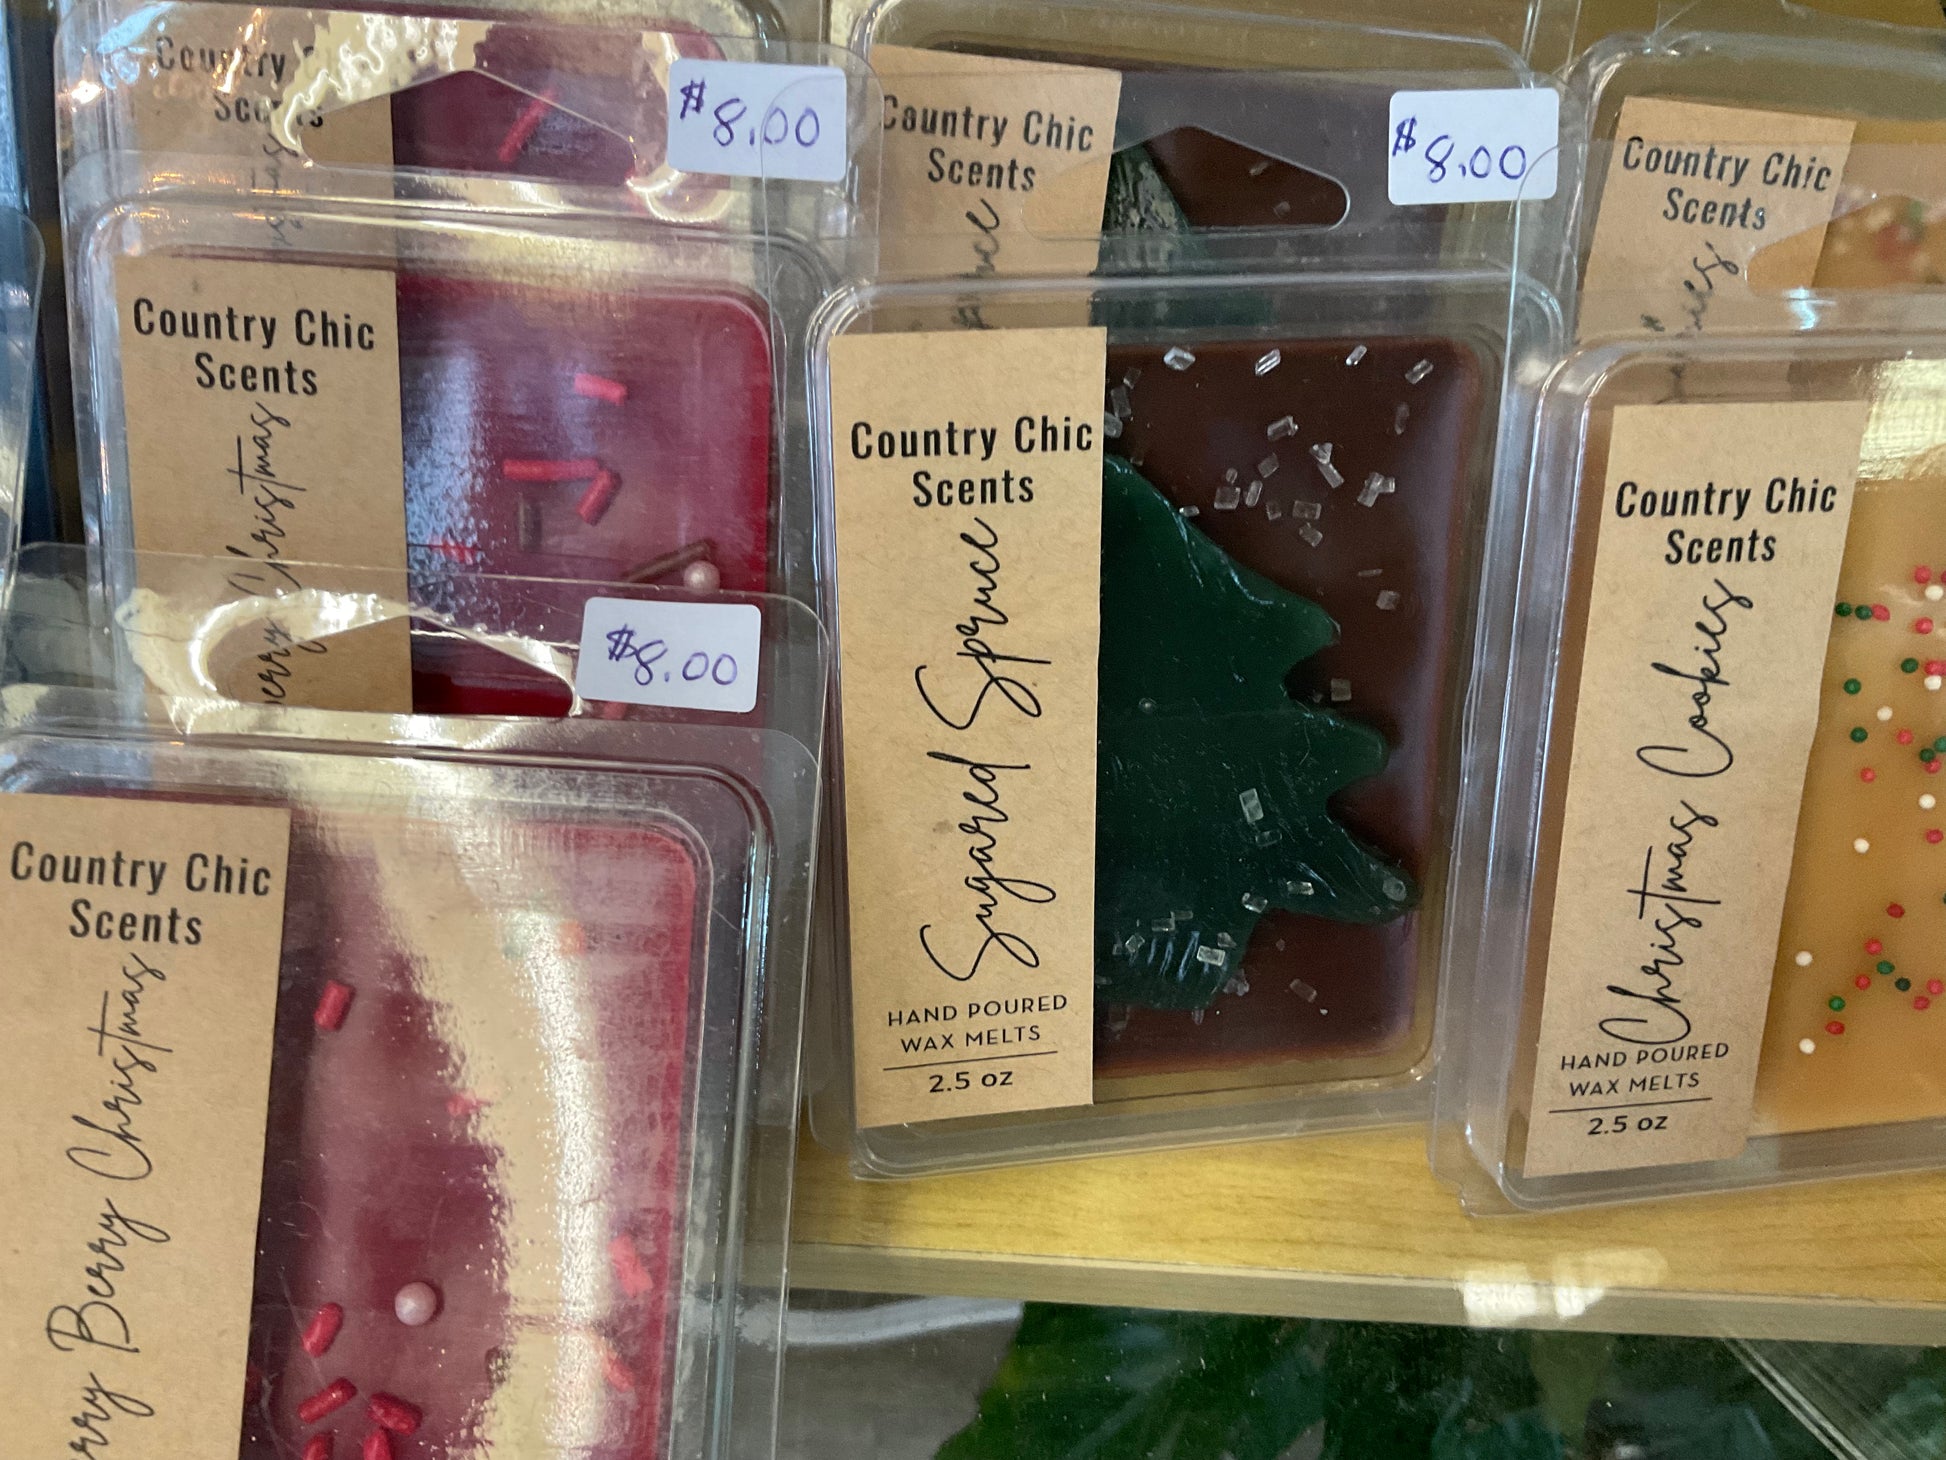 Country
Scents
$8.00
Country Chic
Scents
Christmas
$8.00
Country Chic
Scents
Berry Christmas
Country Chic
Scents
$8.00
Country Chic
Scents
Sugared Spruce
HAND POURED
WAX MELTS
2.5 oz
Country Chic
Scents
Country Chic
Scents
Christmas Cookies
HAND POURED
WAX MELTS
2.5 oz